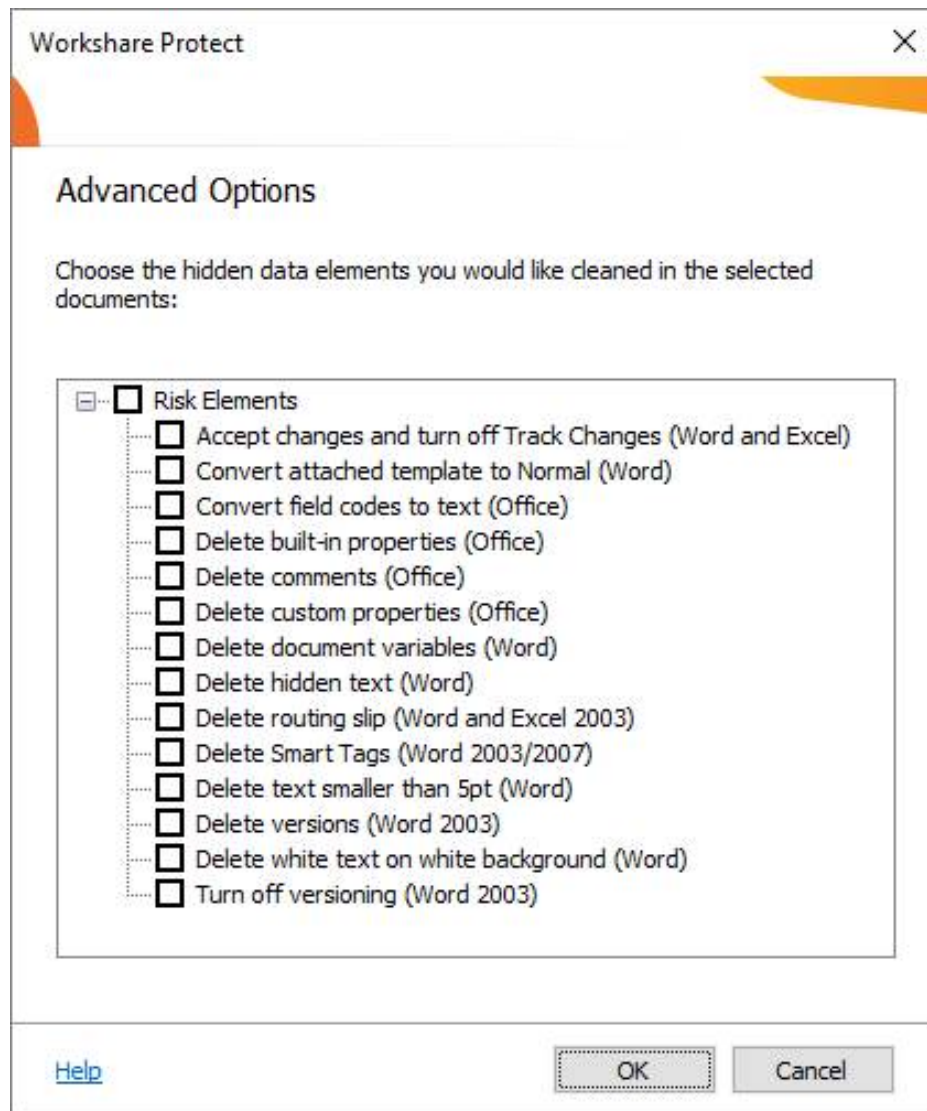 Workshare Protect
Advanced Options
Choose the hidden data elements you would like cleaned in the selected
documents:
Risk Elements
Accept changes and turn off Track Changes (Word and Excel)
Convert attached template to Normal (Word)
Convert field codes to text (Office)
Delete built-in properties (Office)
Delete comments (Office)
Delete custom properties (Office)
Delete document variables (Word)
Delete hidden text (Word)
Delete routing slip (Word and Excel 2003)
Delete Smart Tags (Word 2003/2007)
Delete text smaller than 5pt (Word)
Delete versions (Word 2003)
Delete white text on white background (Word)
Turn off versioning (Word 2003)
Help
OK
Cancel